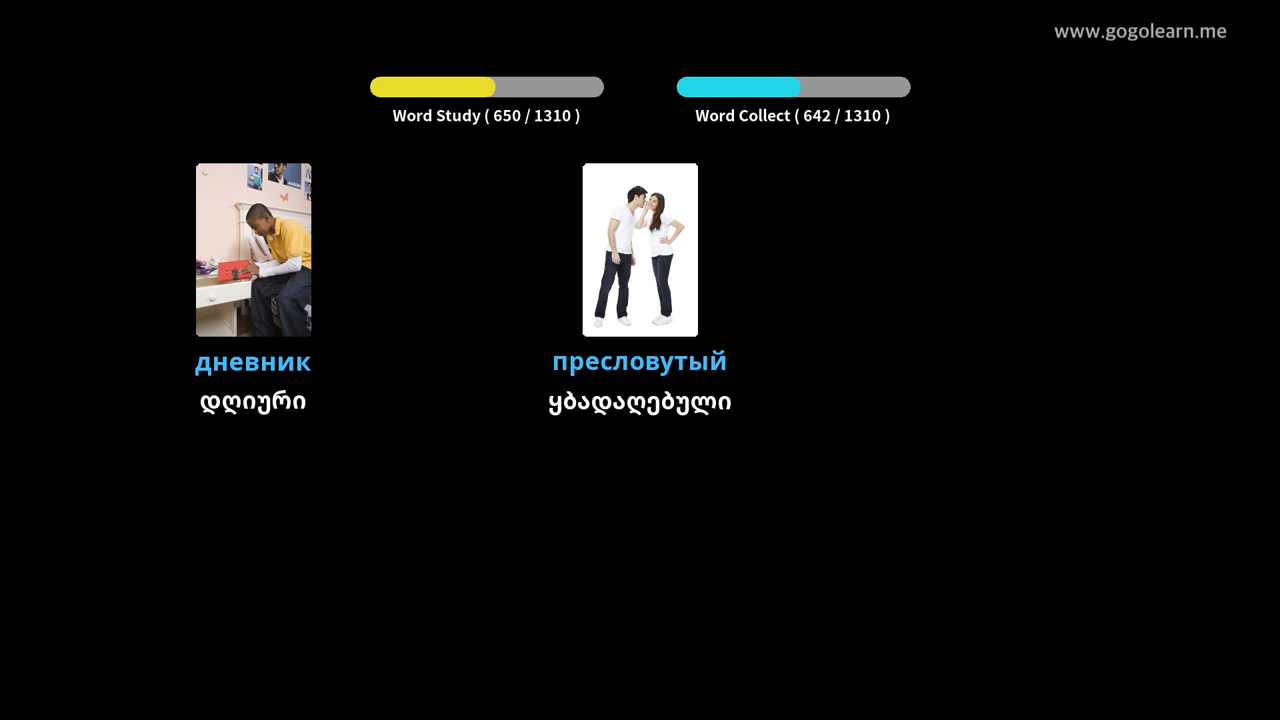 www.gogolearn.me
Word Study ( 650 / 1310 )
Word Collect ( 642 / 1310 )
дневник
დღიური
пресловутый
ყბადაღებული